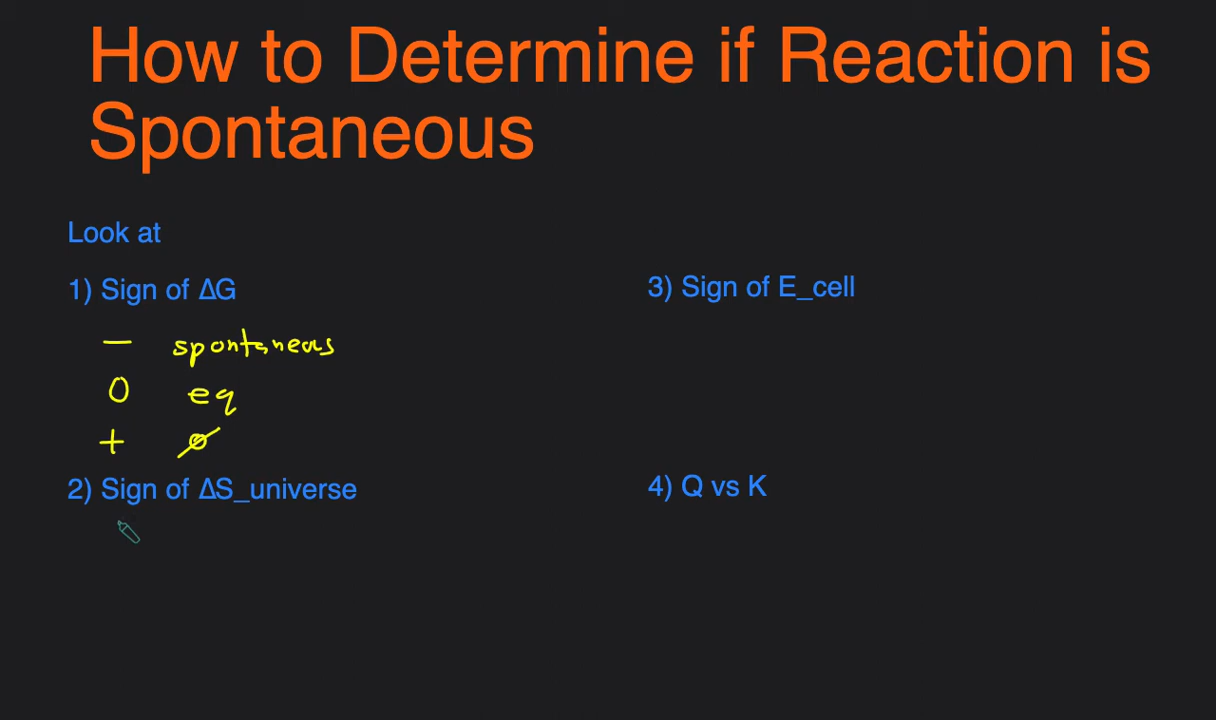 How to Determine if Reaction is
Spontaneous
Look at
1) Sign of ΔG
— spontaneous
0 eq
+ ∅
2) Sign of ΔS_universe
3) Sign of E_cell
4) Q vs K